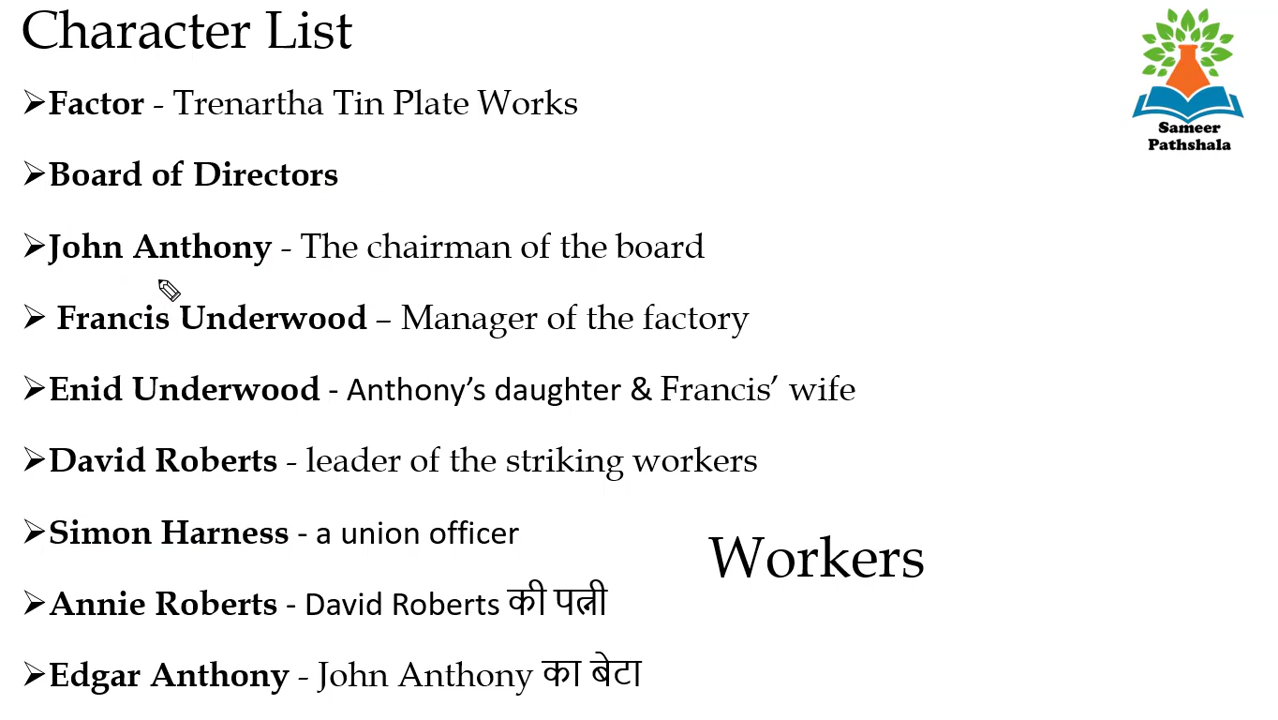 Character List
Sameer
Pathshala
➢Factor - Trenartha Tin Plate Works
➢Board of Directors
➢John Anthony - The chairman of the board
➢ Francis Underwood – Manager of the factory
➢Enid Underwood - Anthony’s daughter & Francis’ wife
➢David Roberts - leader of the striking workers
➢Simon Harness - a union officer
Workers
➢Annie Roberts - David Roberts की पत्नी
➢Edgar Anthony - John Anthony का बेटा